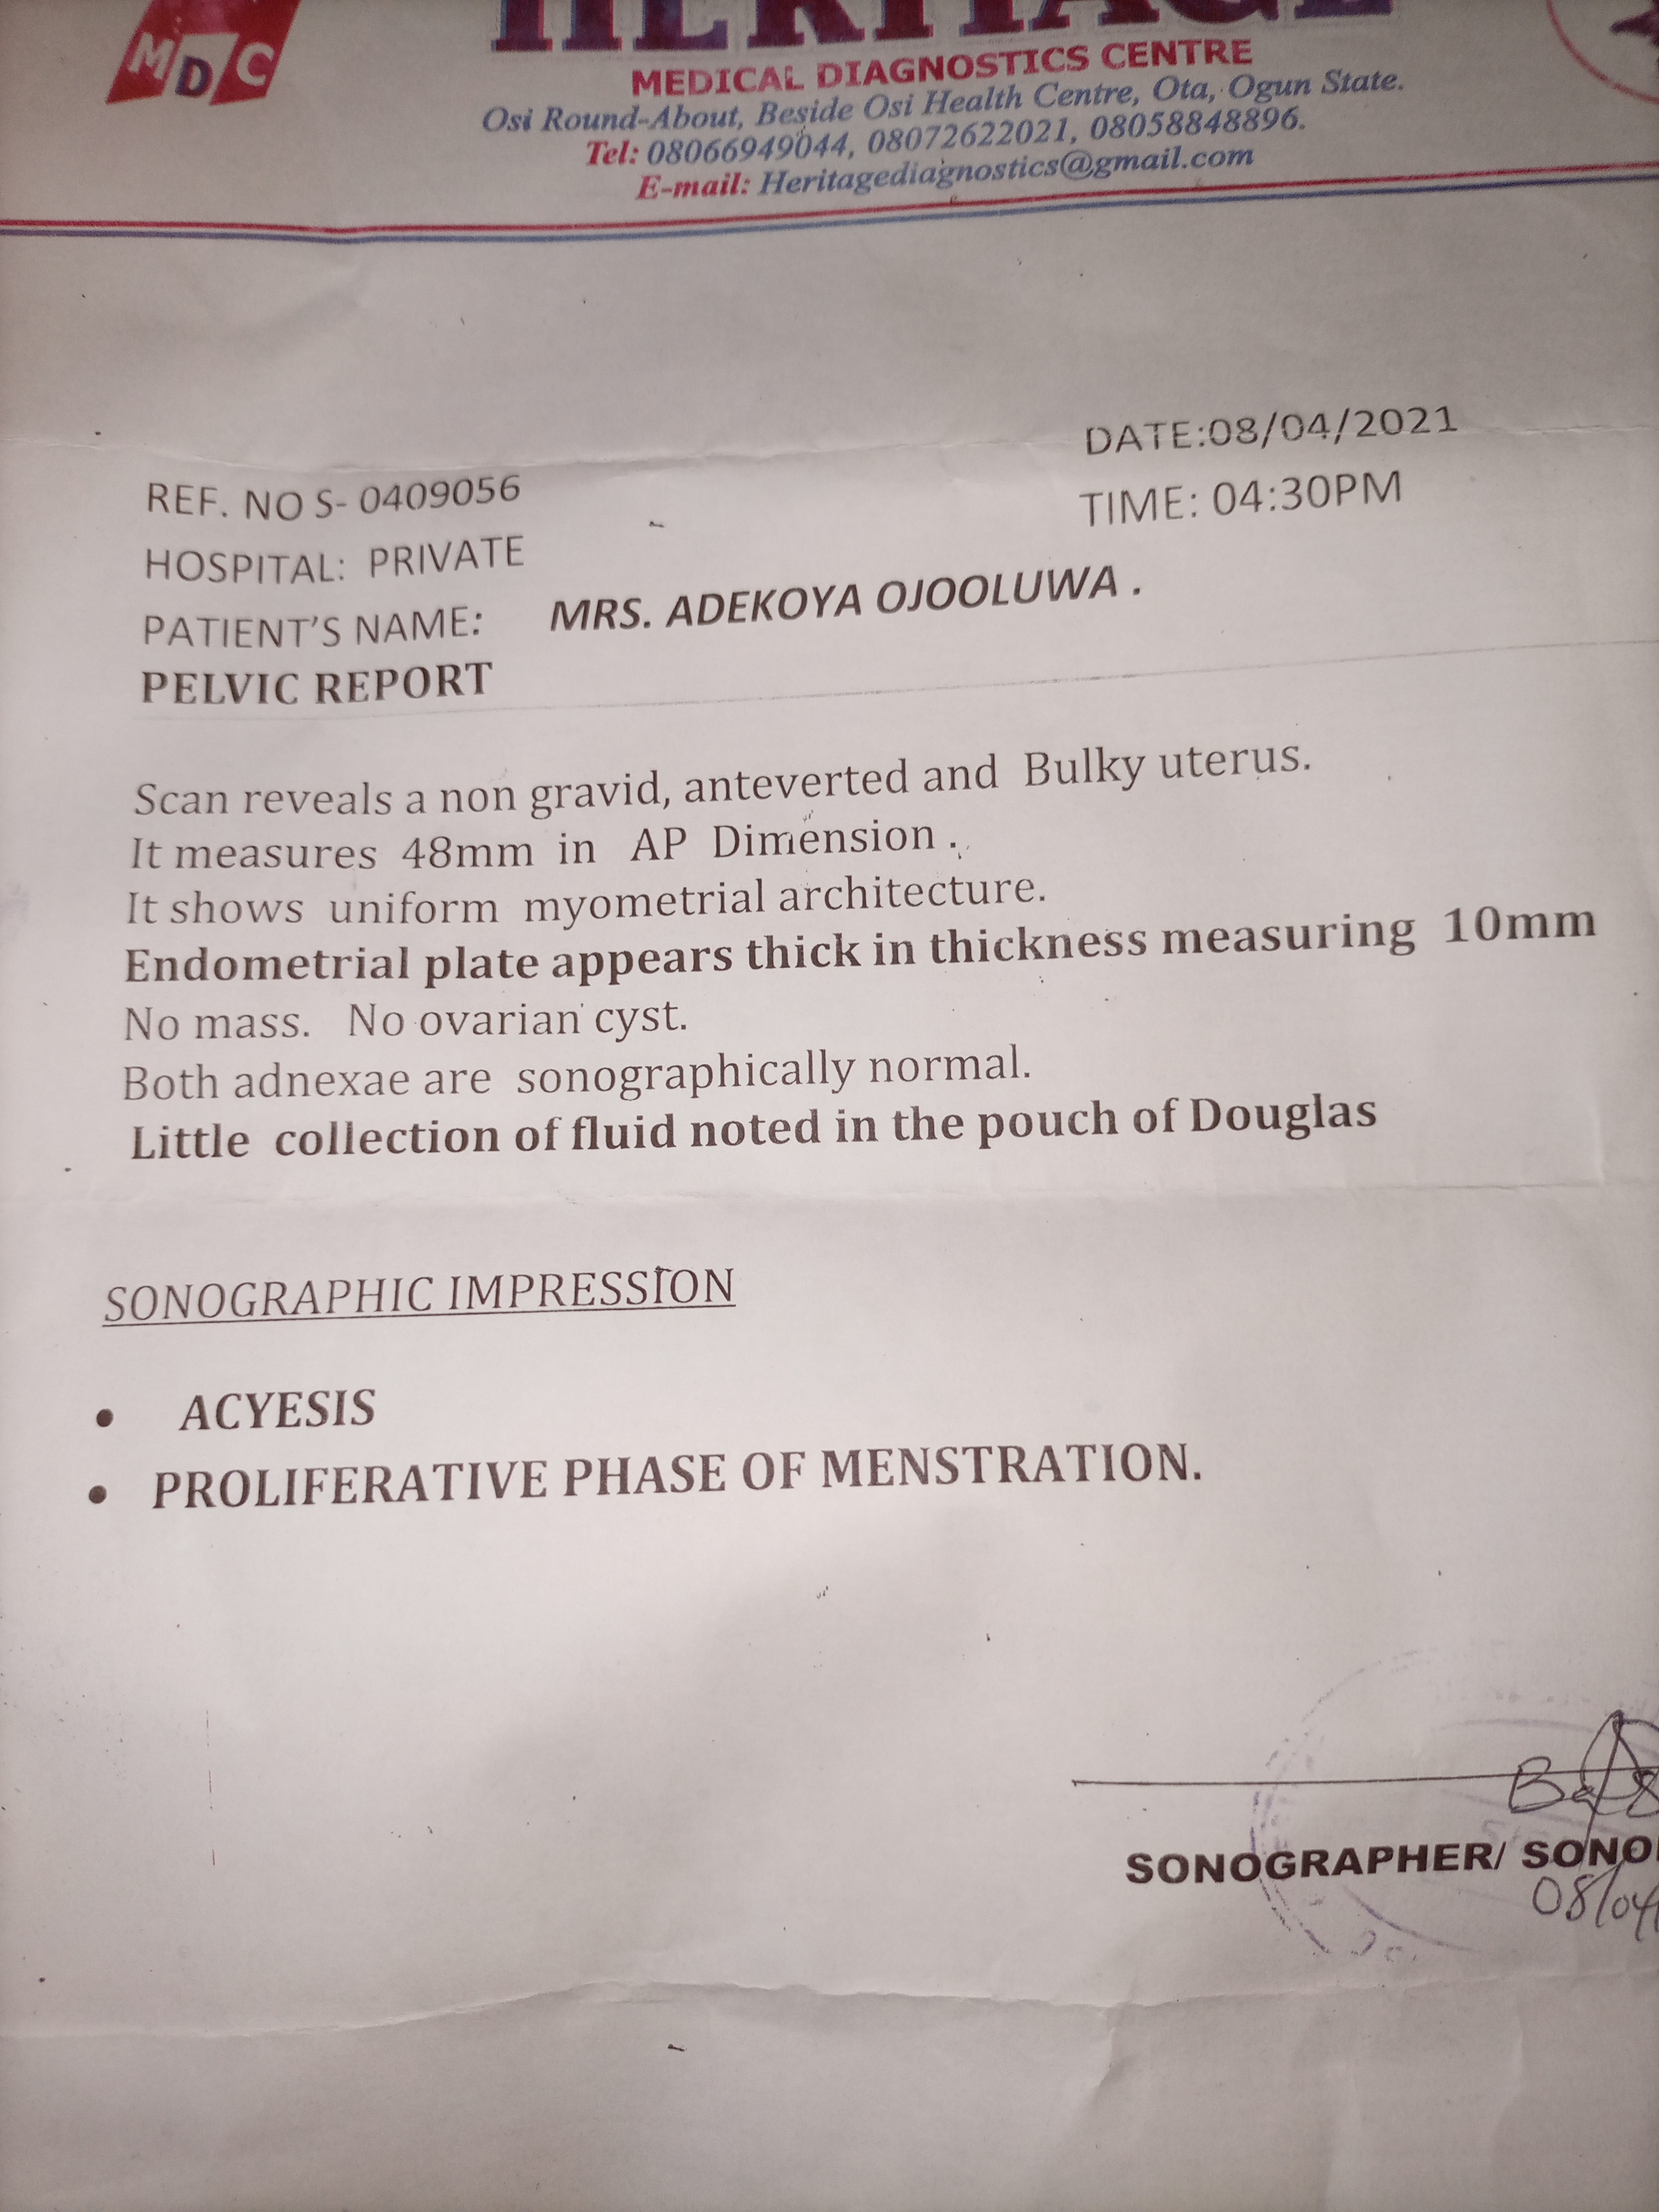 MDC
HERITAGE
MEDICAL DIAGNOSTICS CENTRE
Osi Round-About, Beside Osi Health Centre, Ota, Ogun State.
Tel: 08066949044, 08072622021, 08058848896.
E-mail: Heritagediagnostics@gmail.com
DATE:08/04/2021
REF. NO S- 0409056
TIME: 04:30PM
HOSPITAL: PRIVATE
PATIENT'S NAME: MRS. ADEKOYA OJOOLUWA .
PELVIC REPORT
Scan reveals a non gravid, anteverted and Bulky uterus.
It measures 48mm in AP Dimension .
It shows uniform myometrial architecture.
Endometrial plate appears thick in thickness measuring 10mm
No mass. No ovarian cyst.
Both adnexae are sonographically normal.
Little collection of fluid noted in the pouch of Douglas
SONOGRAPHIC IMPRESSION
• ACYESIS
• PROLIFERATIVE PHASE OF MENSTRATION.
SONOGRAPHER/ SONO
08/04